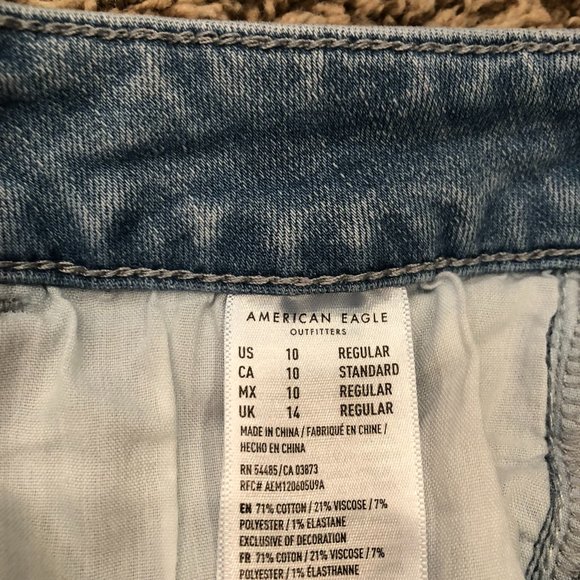 AMERICAN EAGLE
OUTFITTERS
US 10 REGULAR
CA 10 STANDARD
MX 10 REGULAR
UK 14 REGULAR
MADE IN CHINA / FABRIQUÉ EN CHINE /
HECHO EN CHINA
RN 54485/CA 03873
RFC# AEM120605U9A
EN 71% COTTON / 21% VISCOSE / 7%
POLYESTER / 1% ELASTANE
EXCLUSIVE OF DECORATION
FR 71% COTON / 21% VISCOSE / 7%
POLYESTER / 1% ELASTHANNE